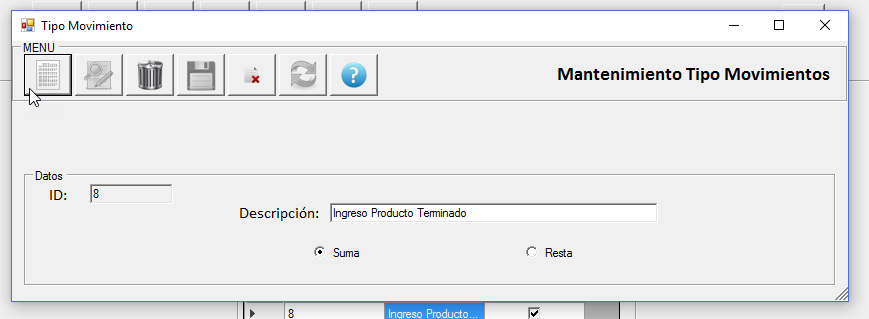 Tipo Movimiento
MENU
?
Mantenimiento Tipo Movimientos
Datos
ID: 8
Descripción: Ingreso Producto Terminado
Suma Resta
8 Ingreso Producto...